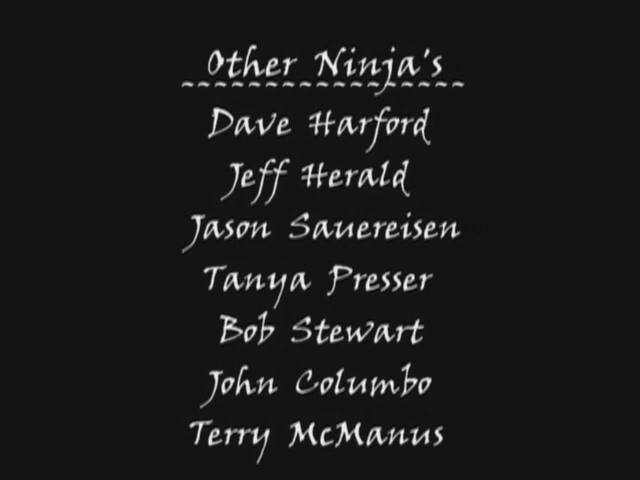 Other Ninja's
~~~~~~~~~~~~~~~~~
Dave Harford
Jeff Herald
Jason Sauereisen
Tanya Presser
Bob Stewart
John Columbo
Terry McManus